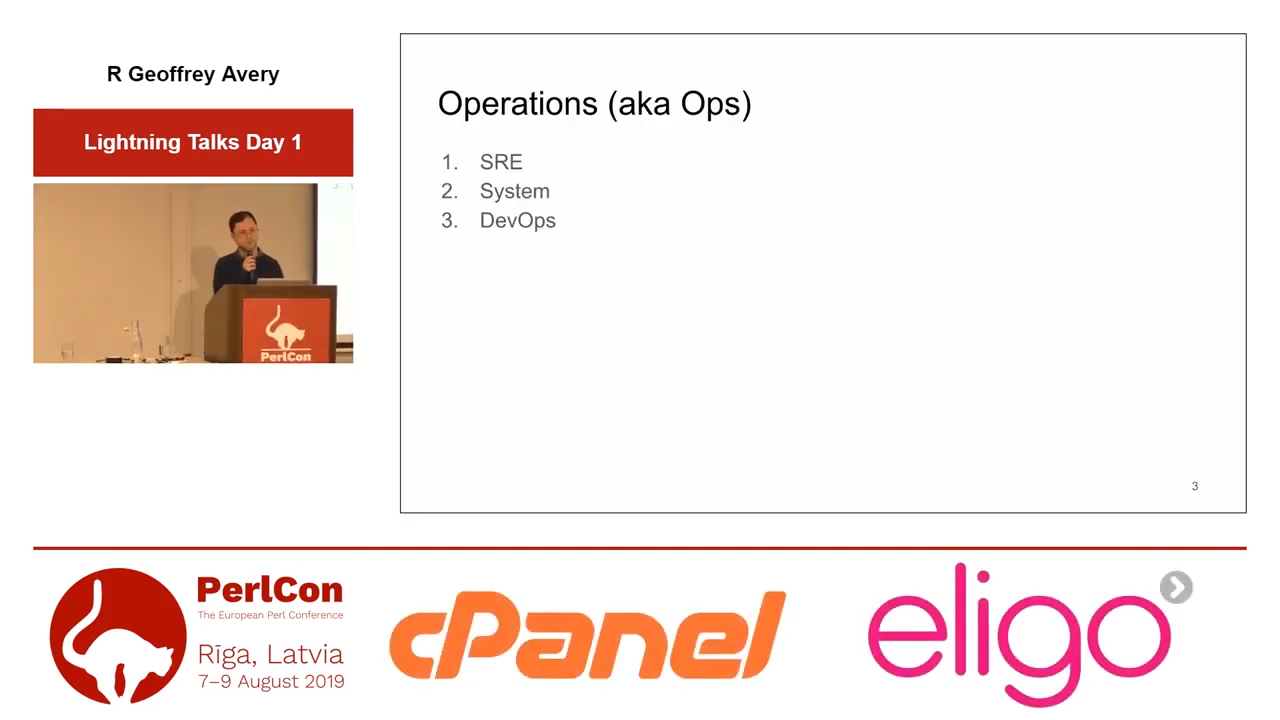 R Geoffrey Avery
Lightning Talks Day 1
PerlCon
Operations (aka Ops)
1. SRE
2. System
3. DevOps
3
PerlCon
The European Perl Conference
Rīga, Latvia
7–9 August 2019
cPanel
eligo